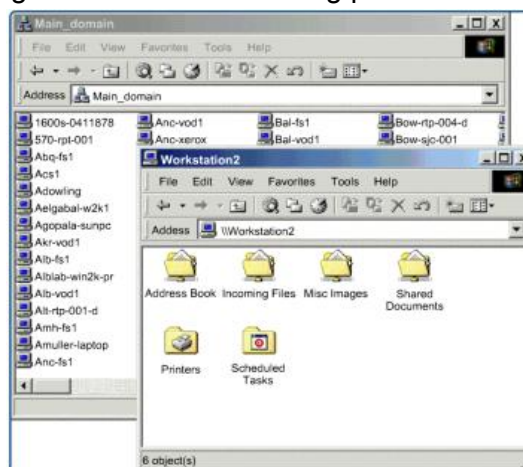 Main_domain
File Edit View Favorites Tools Help
Address Main_domain
1600s-0411878 Anc-vod1 Bal-fs1 Bow-rtp-004-d
570-rpt-001 Anc-xerox Bal-vod1 Bow-sjc-001
Abq-fs1
Acs1
Adowling
Aelgabal-w2k1
Agopala-sunpc
Akr-vod1
Alb-fs1
Alblab-win2k-pr
Alb-vod1
Alt-rtp-001-d
Amh-fs1
Amuller-laptop
Anc-fs1
Workstation2
File Edit View Favorites Tools Help
Addess \\Workstation2
Address Book Incoming Files Misc Images Shared
Documents
Printers Scheduled
Tasks
6 object(s)